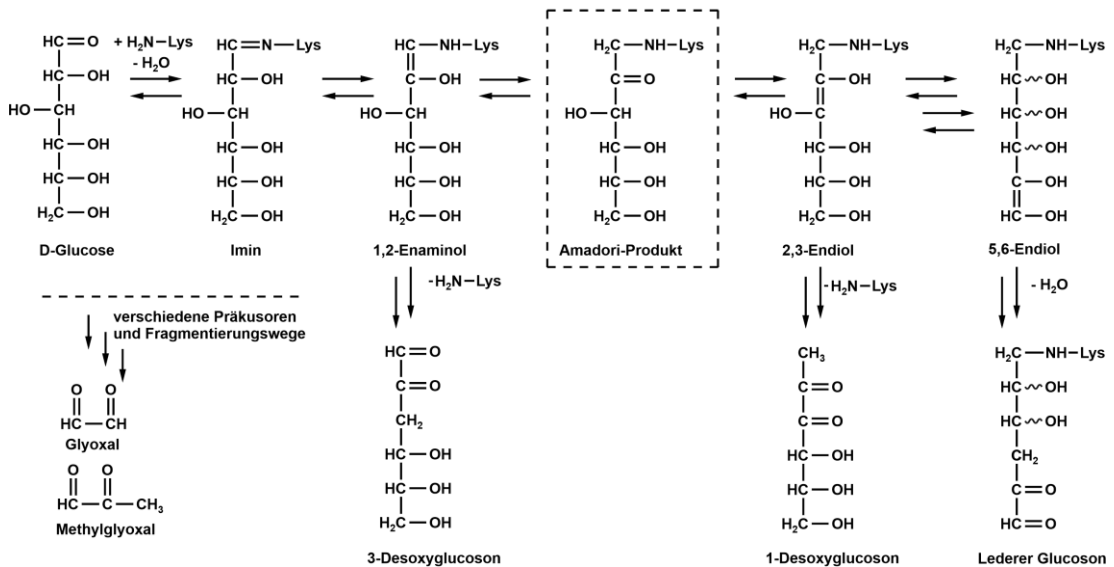 HC=O
HC–OH
HO–CH
HC–OH
HC–OH
H₂C–OH
D-Glucose
+ H₂N–Lys
- H₂O
HC=N–Lys
HC–OH
HO–CH
HC–OH
HC–OH
H₂C–OH
Imin
HC–NH–Lys
C–OH
HO–CH
HC–OH
HC–OH
H₂C–OH
1,2-Enaminol
H₂C–NH–Lys
C=O
HO–CH
HC–OH
HC–OH
H₂C–OH
Amadori-Produkt
H₂C–NH–Lys
C–OH
HO–C
HC–OH
HC–OH
H₂C–OH
2,3-Endiol
H₂C–NH–Lys
HC~OH
HC~OH
HC~OH
C–OH
HC–OH
5,6-Endiol
verschiedene Präkusoren
und Fragmentierungswege
O O
HC–CH
Glyoxal
O O
HC–C–CH₃
Methylglyoxal
-H₂N–Lys
HC=O
C=O
CH₂
HC–OH
HC–OH
H₂C–OH
3-Desoxyglucoson
-H₂N–Lys
CH₃
C=O
C=O
HC–OH
HC–OH
H₂C–OH
1-Desoxyglucoson
- H₂O
H₂C–NH–Lys
HC~OH
HC~OH
CH₂
C=O
HC=O
Lederer Glucoson